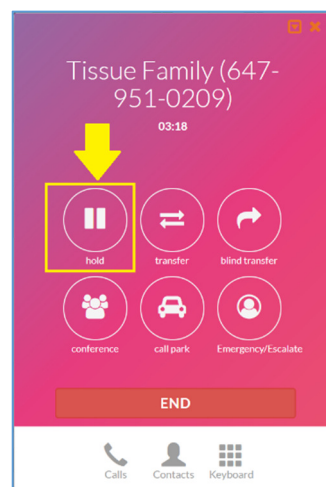 Tissue Family (647-
951-0209)
03:18
hold
transfer
blind transfer
conference
call park
Emergency/Escalate
END
Calls
Contacts
Keyboard